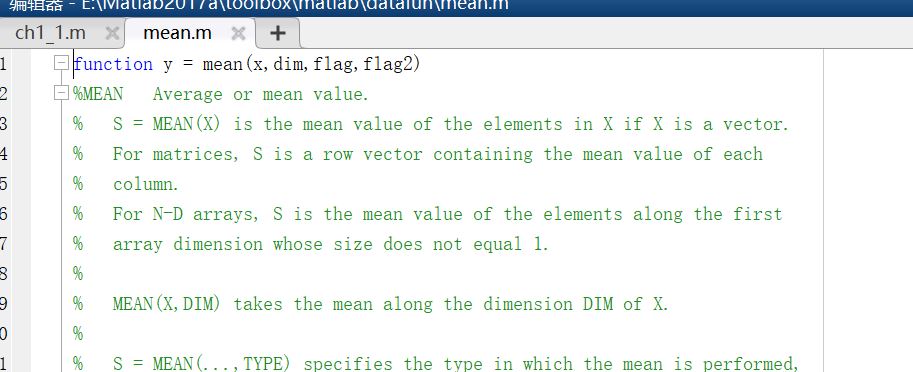 编辑器 - E:\Matlab2017a\toolbox\matlab\datafun\mean.m
ch1_1.m × mean.m × +
1 function y = mean(x,dim,flag,flag2)
2 %MEAN   Average or mean value.
3 %   S = MEAN(X) is the mean value of the elements in X if X is a vector.
4 %   For matrices, S is a row vector containing the mean value of each
5 %   column.
6 %   For N-D arrays, S is the mean value of the elements along the first
7 %   array dimension whose size does not equal 1.
8 %
9 %   MEAN(X,DIM) takes the mean along the dimension DIM of X.
0 %
1 %   S = MEAN(...,TYPE) specifies the type in which the mean is performed,